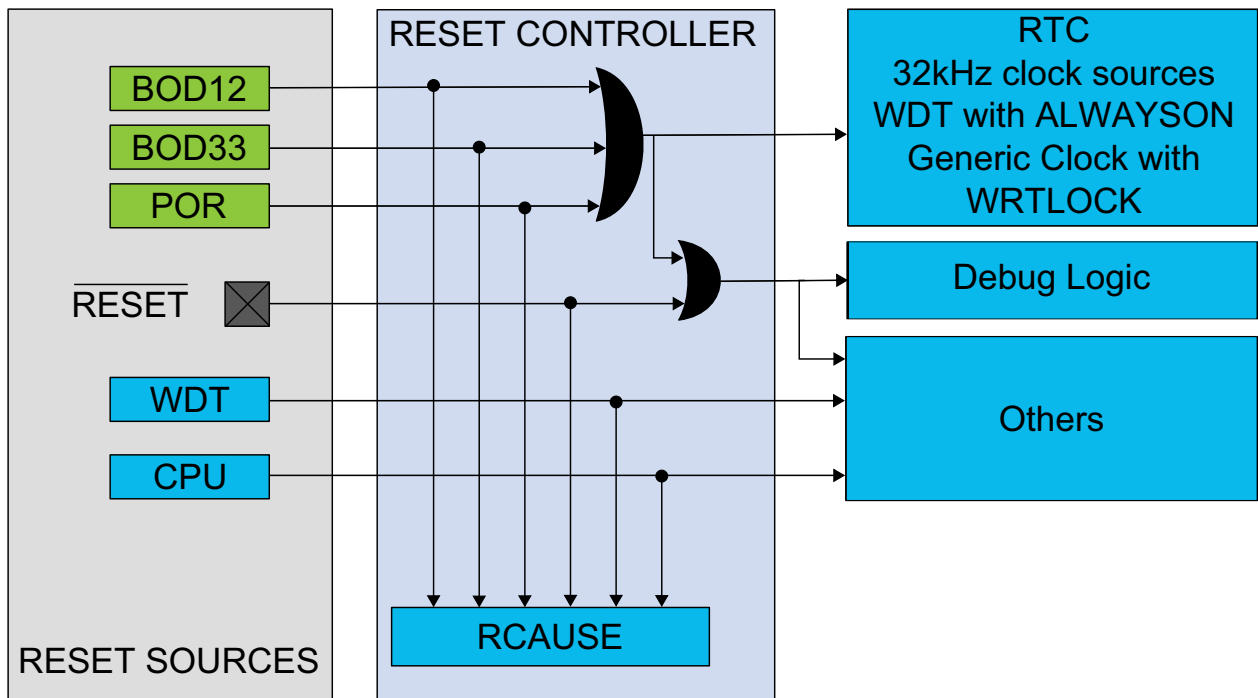 RESET CONTROLLER
BOD12
BOD33
POR
RESET
WDT
CPU
RESET SOURCES
RCAUSE
RTC
32kHz clock sources
WDT with ALWAYSON
Generic Clock with
WRTLOCK
Debug Logic
Others